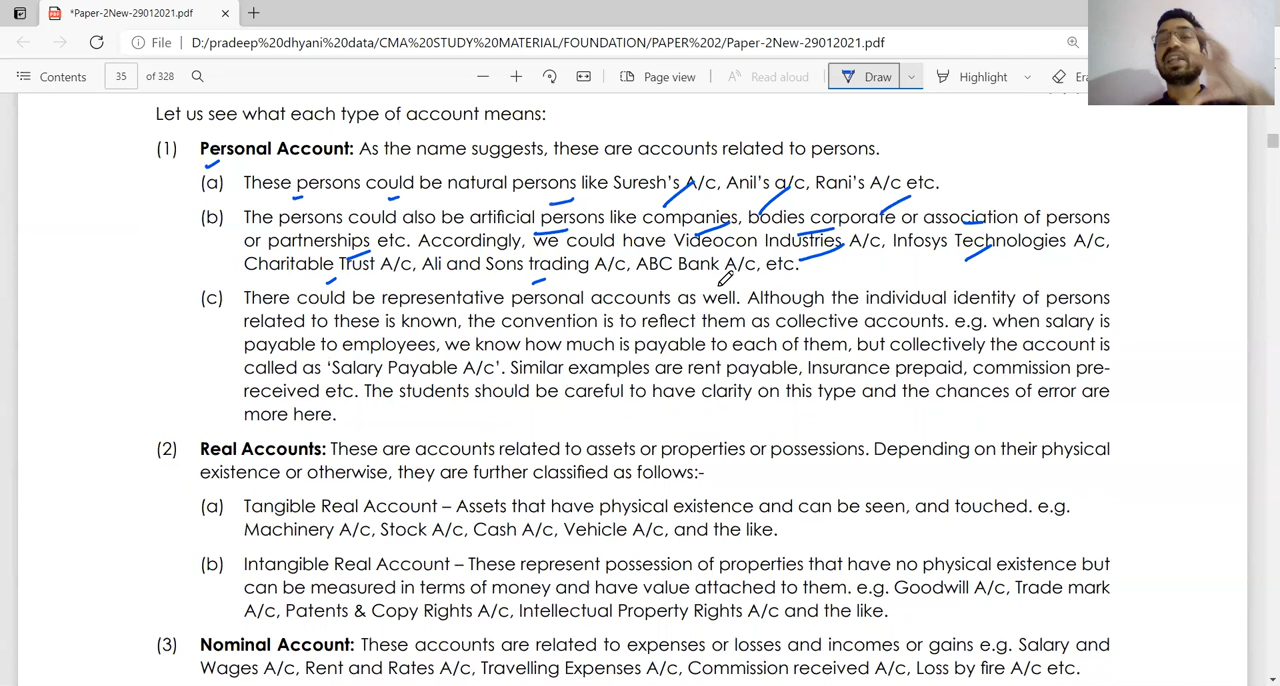 *Paper-2New-29012021.pdf
File D:/pradeep%20dhyani%20data/CMA%20STUDY%20MATERIAL/FOUNDATION/PAPER%202/Paper-2New-29012021.pdf
Contents 35 of 328 Page view Read aloud Draw Highlight
Let us see what each type of account means:
(1) Personal Account: As the name suggests, these are accounts related to persons.
(a) These persons could be natural persons like Suresh's A/c, Anil's a/c, Rani's A/c etc.
(b) The persons could also be artificial persons like companies, bodies corporate or association of persons
or partnerships etc. Accordingly, we could have Videocon Industries A/c, Infosys Technologies A/c,
Charitable Trust A/c, Ali and Sons trading A/c, ABC Bank A/c, etc.
(c) There could be representative personal accounts as well. Although the individual identity of persons
related to these is known, the convention is to reflect them as collective accounts. e.g. when salary is
payable to employees, we know how much is payable to each of them, but collectively the account is
called as 'Salary Payable A/c'. Similar examples are rent payable, Insurance prepaid, commission pre-
received etc. The students should be careful to have clarity on this type and the chances of error are
more here.
(2) Real Accounts: These are accounts related to assets or properties or possessions. Depending on their physical
existence or otherwise, they are further classified as follows:-
(a) Tangible Real Account – Assets that have physical existence and can be seen, and touched. e.g.
Machinery A/c, Stock A/c, Cash A/c, Vehicle A/c, and the like.
(b) Intangible Real Account – These represent possession of properties that have no physical existence but
can be measured in terms of money and have value attached to them. e.g. Goodwill A/c, Trade mark
A/c, Patents & Copy Rights A/c, Intellectual Property Rights A/c and the like.
(3) Nominal Account: These accounts are related to expenses or losses and incomes or gains e.g. Salary and
Wages A/c, Rent and Rates A/c, Travelling Expenses A/c, Commission received A/c, Loss by fire A/c etc.